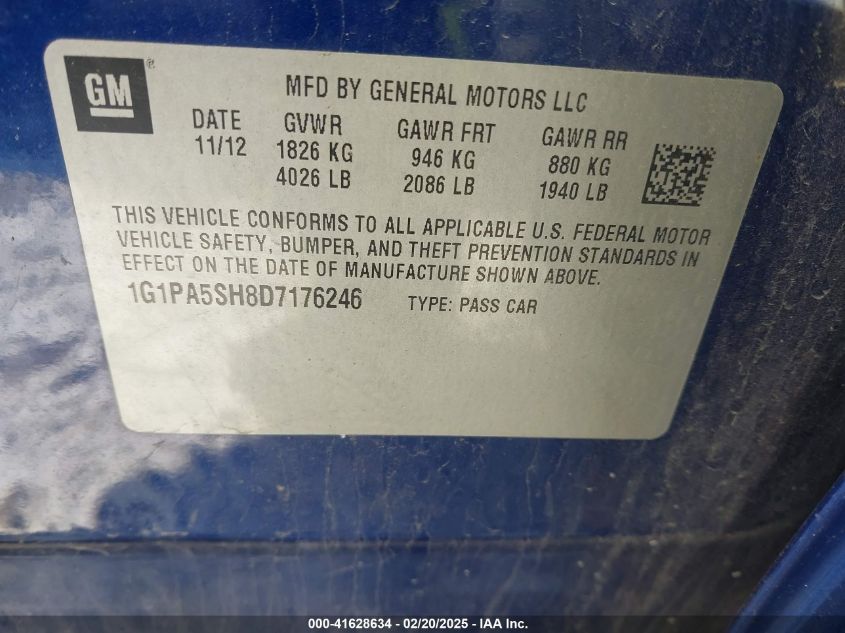 GM ®
MFD BY GENERAL MOTORS LLC
DATE GVWR GAWR FRT GAWR RR
11/12 1826 KG 946 KG 880 KG
4026 LB 2086 LB 1940 LB
THIS VEHICLE CONFORMS TO ALL APPLICABLE U.S. FEDERAL MOTOR
VEHICLE SAFETY, BUMPER, AND THEFT PREVENTION STANDARDS IN
EFFECT ON THE DATE OF MANUFACTURE SHOWN ABOVE.
1G1PA5SH8D7176246 TYPE: PASS CAR
000-41628634 - 02/20/2025 - IAA Inc.